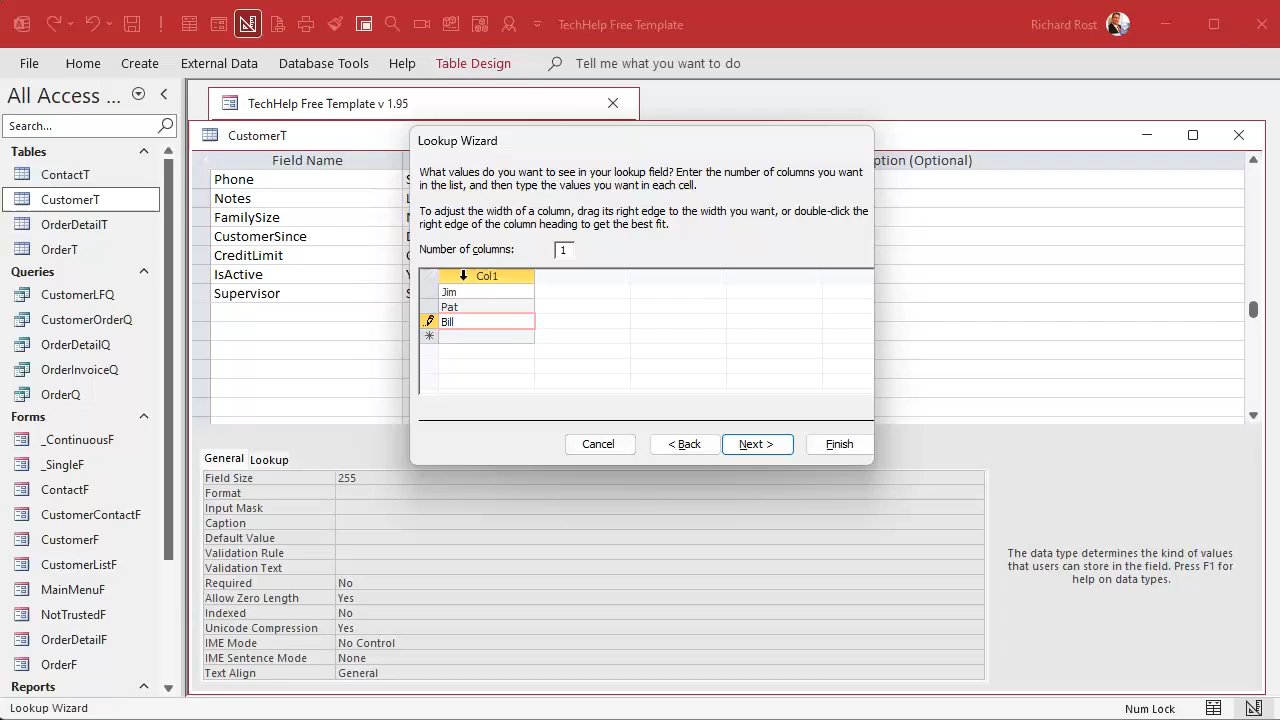 TechHelp Free Template
Richard Rost
File
Home
Create
External Data
Database Tools
Help
Table Design
Tell me what you want to do
All Access ...
Search...
Tables
ContactT
CustomerT
OrderDetailT
OrderT
Queries
CustomerLFQ
CustomerOrderQ
OrderDetailQ
OrderInvoiceQ
OrderQ
Forms
_ContinuousF
_SingleF
ContactF
CustomerContactF
CustomerF
CustomerListF
MainMenuF
NotTrustedF
OrderDetailF
OrderF
Reports
TechHelp Free Template v 1.95
CustomerT
Field Name
ption (Optional)
Phone
Notes
FamilySize
CustomerSince
CreditLimit
IsActive
Supervisor
Lookup Wizard
What values do you want to see in your lookup field? Enter the number of columns you want
in the list, and then type the values you want in each cell.
To adjust the width of a column, drag its right edge to the width you want, or double-click the
right edge of the column heading to get the best fit.
Number of columns: 1
Col1
Jim
Pat
Bill
Cancel
< Back
Next >
Finish
General
Lookup
Field Size 255
Format
Input Mask
Caption
Default Value
Validation Rule
Validation Text
Required No
Allow Zero Length Yes
Indexed No
Unicode Compression Yes
IME Mode No Control
IME Sentence Mode None
Text Align General
The data type determines the kind of values
that users can store in the field. Press F1 for
help on data types.
Lookup Wizard
Num Lock